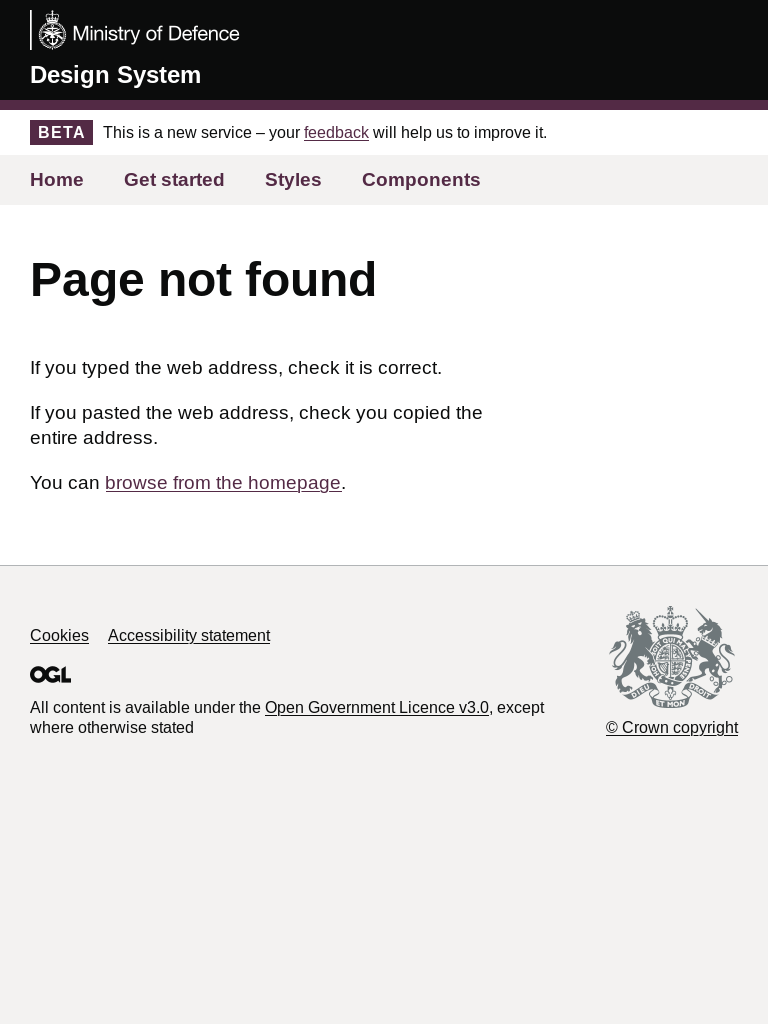 Ministry of Defence
Design System
BETA This is a new service – your feedback will help us to improve it.
Home Get started Styles Components
Page not found
If you typed the web address, check it is correct.
If you pasted the web address, check you copied the
entire address.
You can browse from the homepage.
Cookies Accessibility statement
OGL
All content is available under the Open Government Licence v3.0, except
where otherwise stated
DIEU ET MON DROIT
© Crown copyright